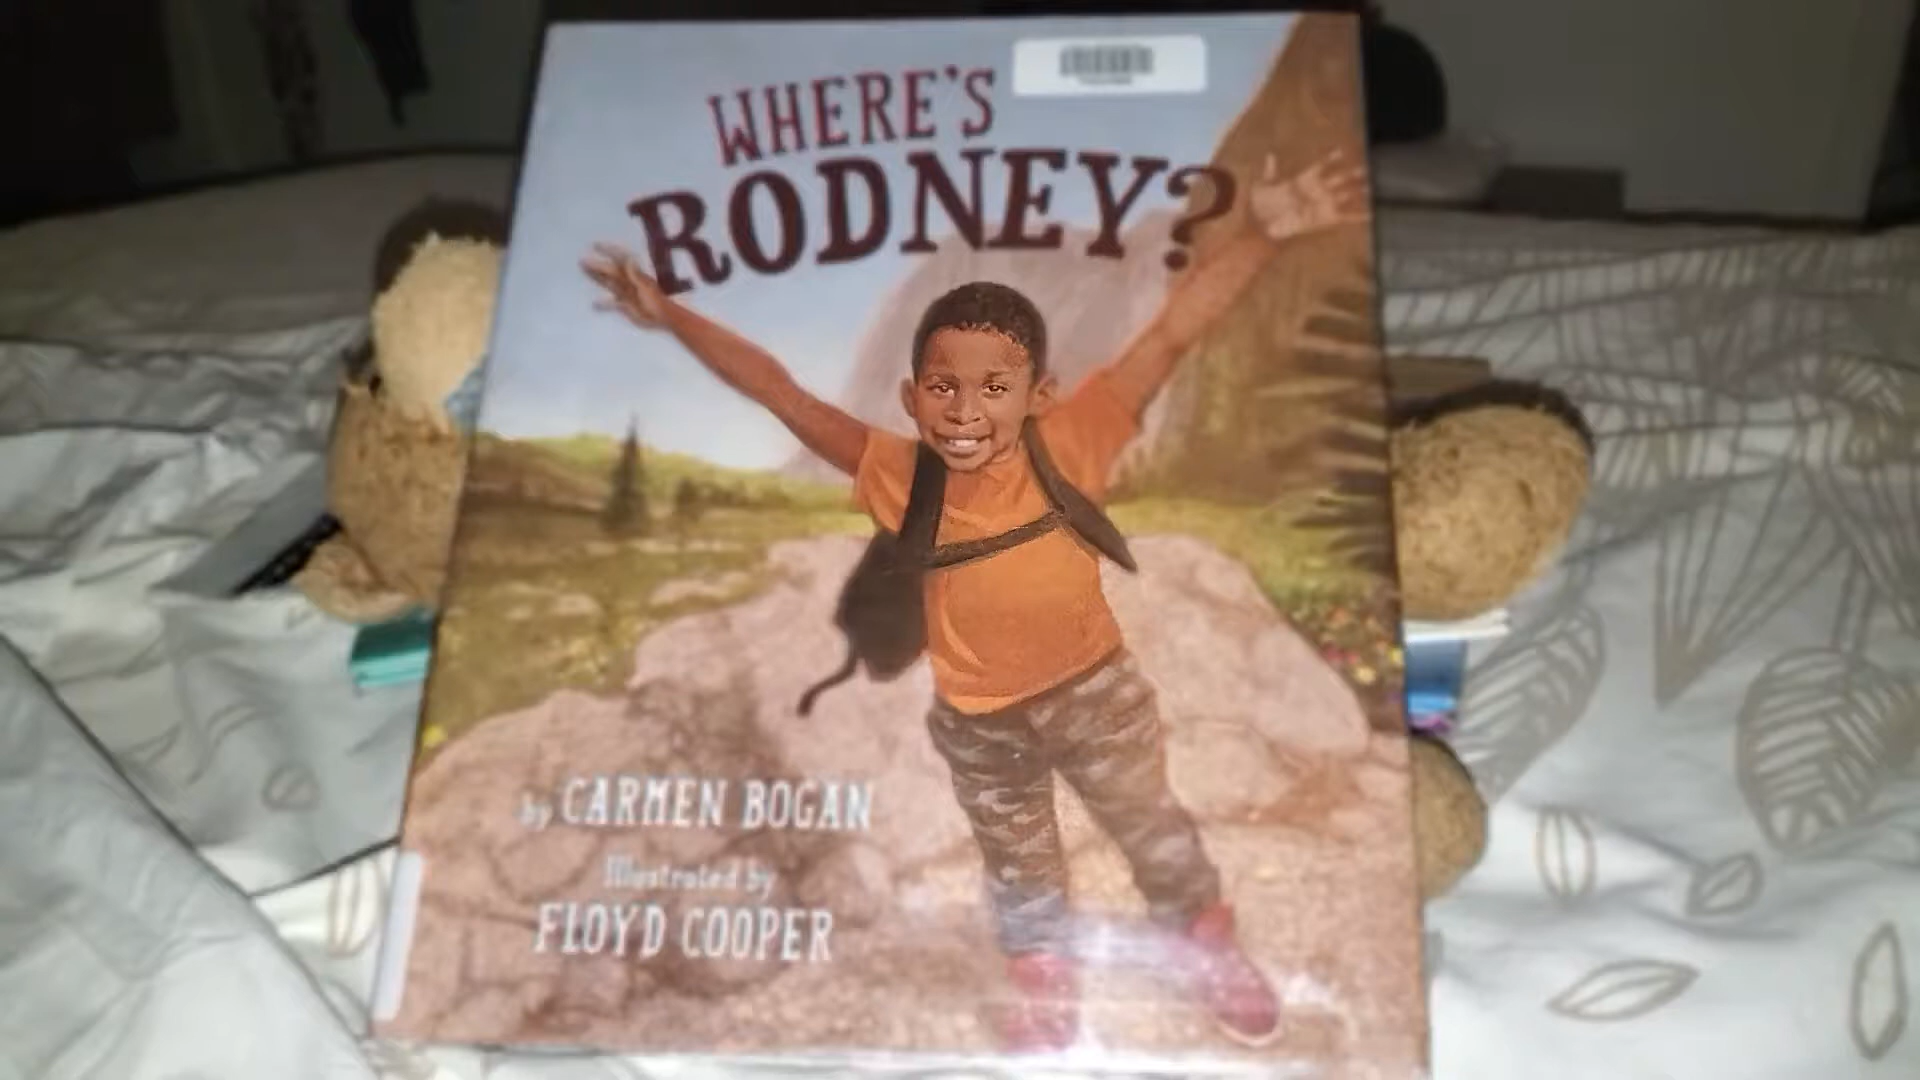 WHERE'S
RODNEY?
by CARMEN BOGAN
Illustrated by
FLOYD COOPER